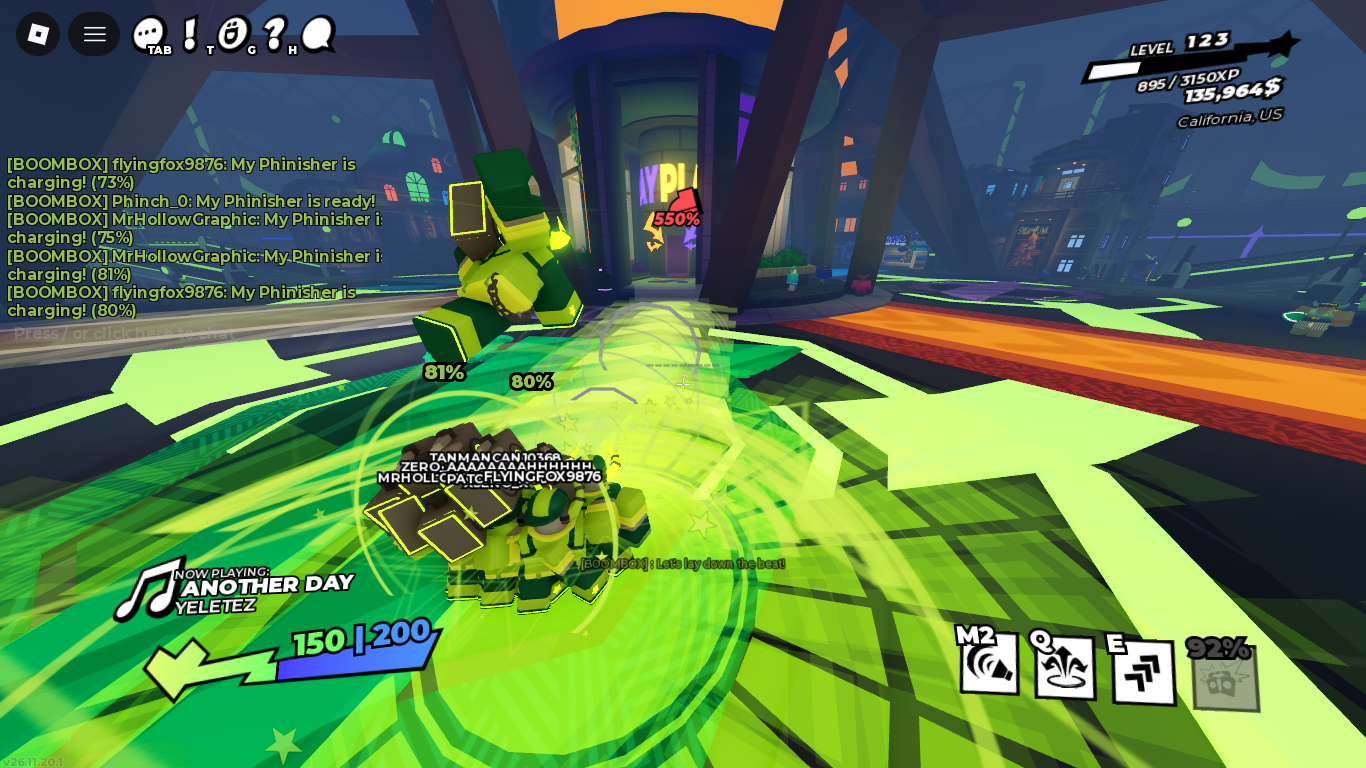 TAB
T
G
H
LEVEL 123
895 / 3150XP
135,964$
California, US
[BOOMBOX] flyingfox9876: My Phinisher is
charging! (73%)
[BOOMBOX] Phinch_0: My Phinisher is ready!
[BOOMBOX] MrHollowGraphic: My Phinisher is
charging! (75%)
[BOOMBOX] MrHollowGraphic: My Phinisher is
charging! (81%)
[BOOMBOX] flyingfox9876: My Phinisher is
charging! (80%)
Press / or click here to chat
AYPLA
550%
81%
80%
TANMANCAN10368
FLYINGFOX9876
[BOOMBOX] : Let's lay down the beat!
NOW PLAYING:
ANOTHER DAY
YELETEZ
150 | 200
M2
Q
E
92%
v26.11.20.1